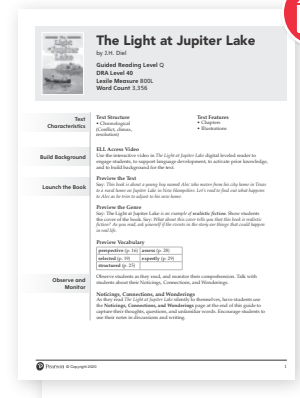 The Light at Jupiter Lake
by J.H. Diel
Guided Reading Level Q
DRA Level 40
Lexile Measure 800L
Word Count 3,356
Text
Characteristics
Text Structure
• Chronological
(Conflict, climax,
resolution)
Text Features
• Chapters
• Illustrations
Build Background
ELL Access Video
Use the interactive video in The Light at Jupiter Lake digital leveled reader to
engage students, to support language development, to activate prior knowledge,
and to build background for the text.
Launch the Book
Preview the Text
Say: This book is about a young boy named Alec who moves from his city home in Texas
to a rural home on Jupiter Lake in New Hampshire. Let's read to find out what happens
to Alec as he tries to adjust to his new home.
Preview the Genre
Say: The Light at Jupiter Lake is an example of realistic fiction. Show students
the cover of the book. Say: What about this cover tells you that this book is realistic
fiction? As you read, ask yourself if the events in the story are things that could happen
in real life.
Preview Vocabulary
perspective (p. 16) assess (p. 28)
selected (p. 19) expertly (p. 29)
structured (p. 25)
Observe and
Monitor
Observe students as they read, and monitor their comprehension. Talk with
students about their Noticings, Connections, and Wonderings.
Noticings, Connections, and Wonderings
As they read The Light at Jupiter Lake silently to themselves, have students use
the Noticings, Connections, and Wonderings page at the end of this guide to
capture their thoughts, questions, and unfamiliar words. Encourage students to
use their notes in discussions and writing.
Pearson © Copyright 2020
1